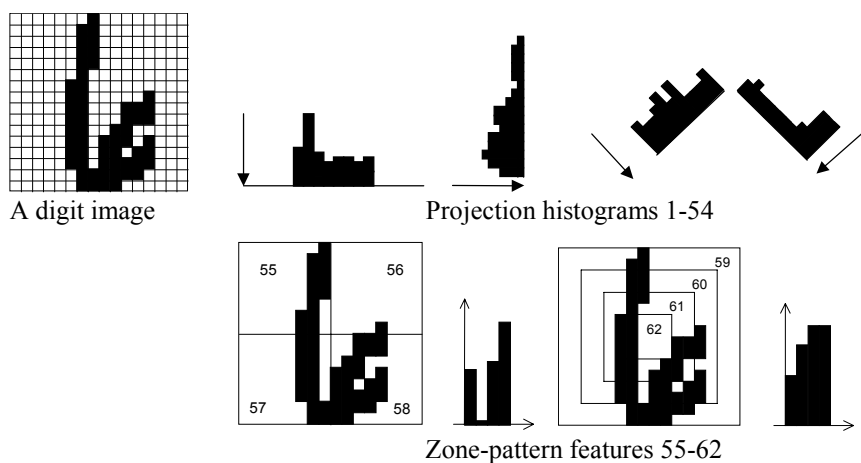 A digit image
Projection histograms 1-54
55
56
57
58
59
60
61
62
Zone-pattern features 55-62